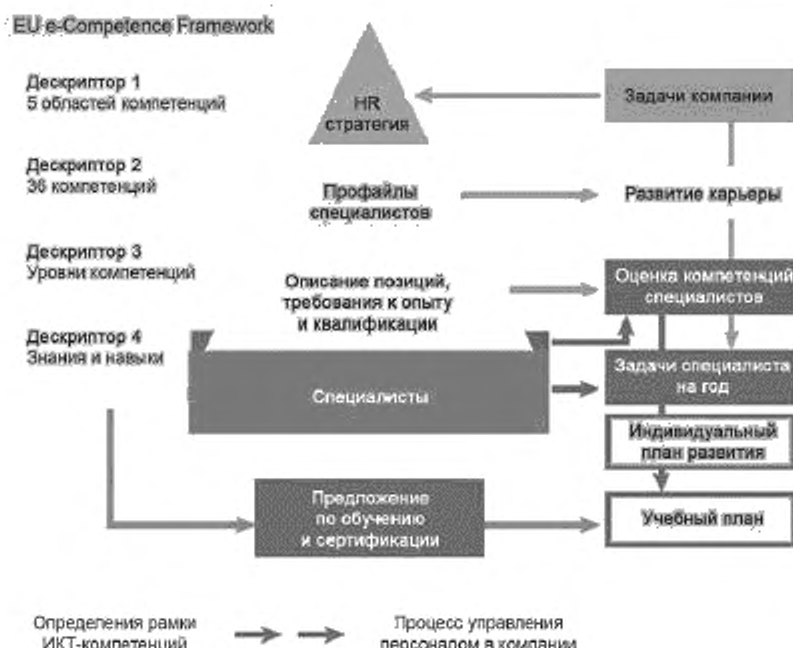 EU e-Competence Framework
Дескриптор 1
5 областей компетенций
Дескриптор 2
36 компетенций
Дескриптор 3
Уровни компетенций
Дескриптор 4
Знания и навыки
HR
стратегия
Профайлы
специалистов
Описание позиций,
требования к опыту
и квалификации
Специалисты
Предложение
по обучению
и сертификации
Задачи компании
Развитие карьеры
Оценка компетенций
специалистов
Задачи специалиста
на год
Индивидуальный
план развития
Учебный план
Определения рамки
ИКТ-компетенций
Процесс управления
персоналом в компании